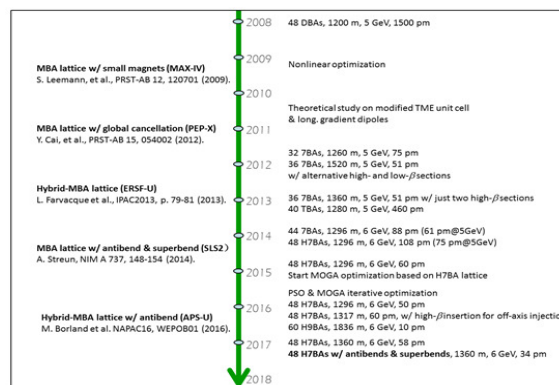 2008
48 DBAs, 1200 m, 5 GeV, 1500 pm
2009
MBA lattice w/ small magnets (MAX-IV)
S. Leemann, et al., PRST-AB 12, 120701 (2009).
Nonlinear optimization
2010
Theoretical study on modified TME unit cell
& long. gradient dipoles
MBA lattice w/ global cancellation (PEP-X)
Y. Cai, et al., PRST-AB 15, 054002 (2012).
2011
32 7BAs, 1260 m, 5 GeV, 75 pm
36 7BAs, 1520 m, 5 GeV, 51 pm
w/ alternative high- and low-βsections
2012
Hybrid-MBA lattice (ERSF-U)
L. Farvacque et al., IPAC2013, p. 79-81 (2013).
2013
36 7BAs, 1360 m, 5 GeV, 51 pm w/ just two high-βsections
40 TBAs, 1280 m, 5 GeV, 460 pm
2014
44 7BAs, 1296 m, 6 GeV, 88 pm (61 pm@5GeV)
48 H7BAs, 1296 m, 6 GeV, 108 pm (75 pm@5GeV)
MBA lattice w/ antibend & superbend (SLS2)
A. Streun, NIM A 737, 148-154 (2014).
2015
48 H7BAs, 1296 m, 6 GeV, 60 pm
Start MOGA optimization based on H7BA lattice
PSO & MOGA iterative optimization
2016
48 H7BAs, 1296 m, 6 GeV, 50 pm
48 H7BAs, 1317 m, 60 pm, w/ high-βinsertion for off-axis injectio
60 H9BAs, 1836 m, 6 GeV, 10 pm
Hybrid-MBA lattice w/ antibend (APS-U)
M. Borland et al. NAPAC16, WEPOB01 (2016).
2017
48 H7BAs, 1360 m, 6 GeV, 58 pm
48 H7BAs w/ antibends & superbends, 1360 m, 6 GeV, 34 pm
2018